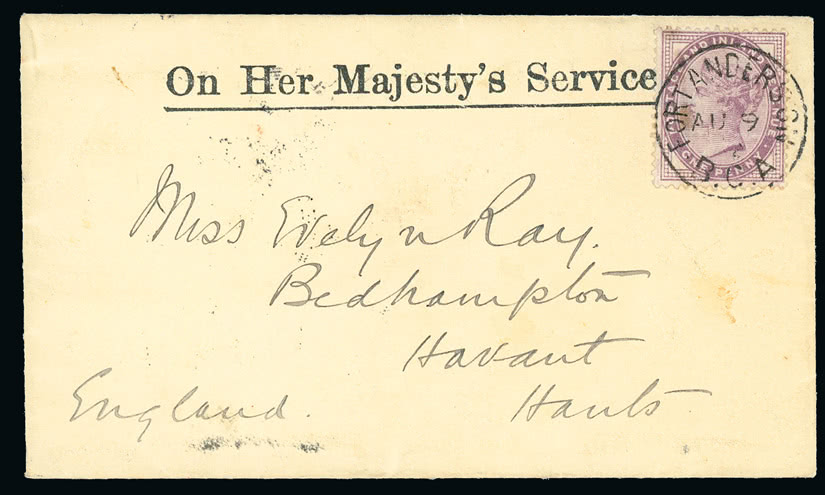 On Her Majesty's Service
FORT ANDERSON
AU 9
B.C.A
Miss Evelyn Ray.
Bedhampton
Havant
England. Hants.